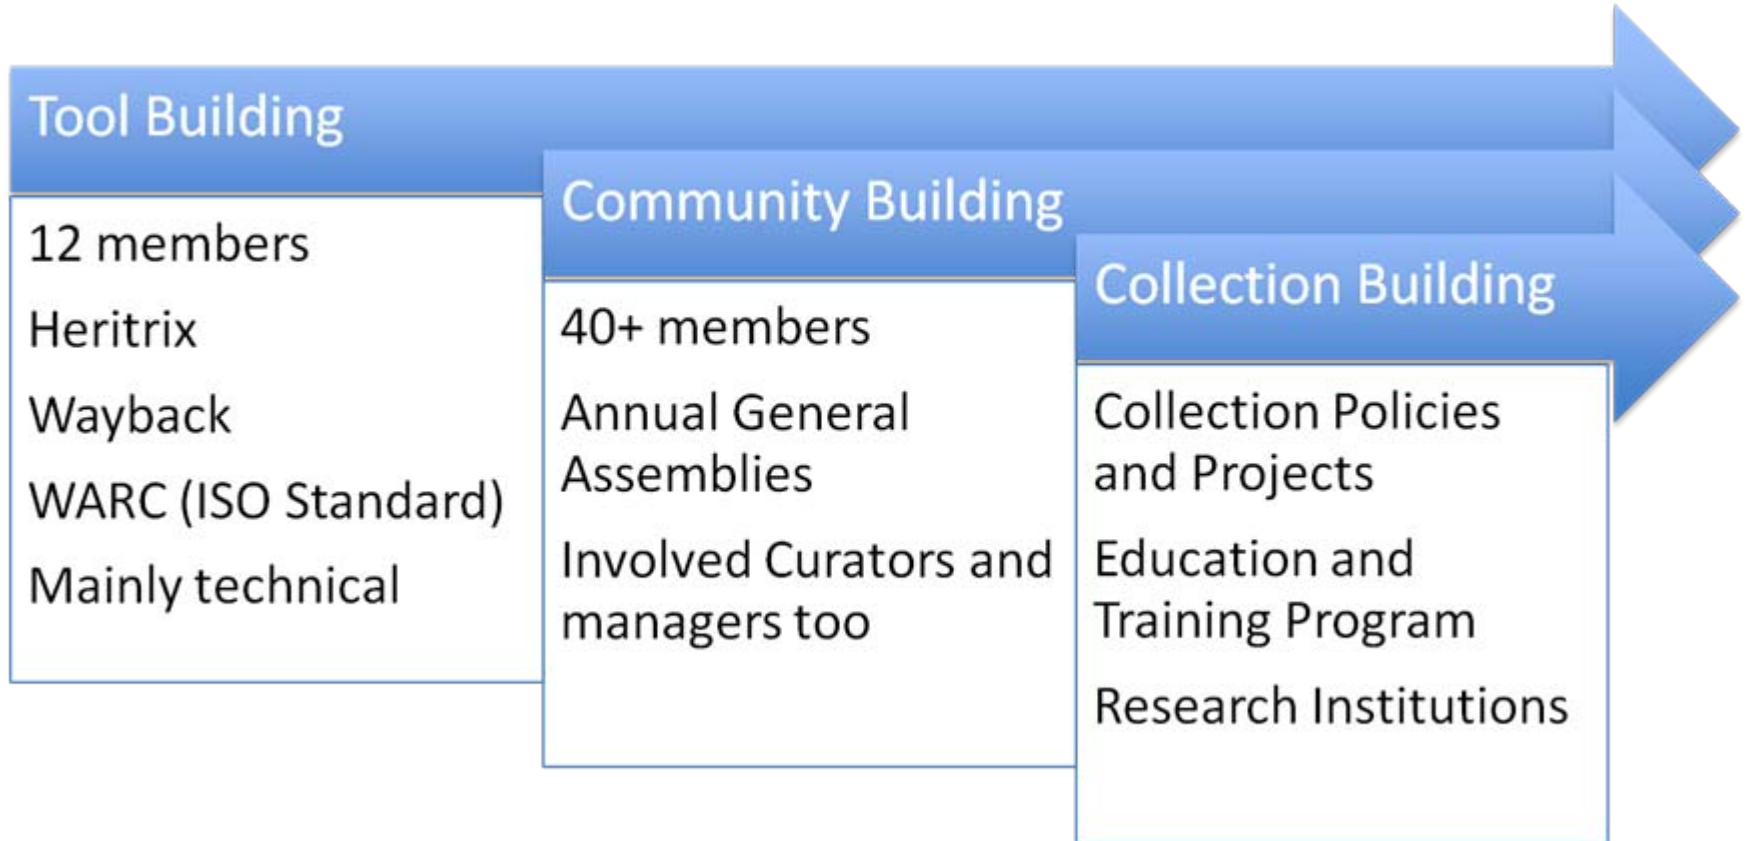 Tool Building
12 members
Heritrix
Wayback
WARC (ISO Standard)
Mainly technical
Community Building
40+ members
Annual General
Assemblies
Involved Curators and
managers too
Collection Building
Collection Policies
and Projects
Education and
Training Program
Research Institutions